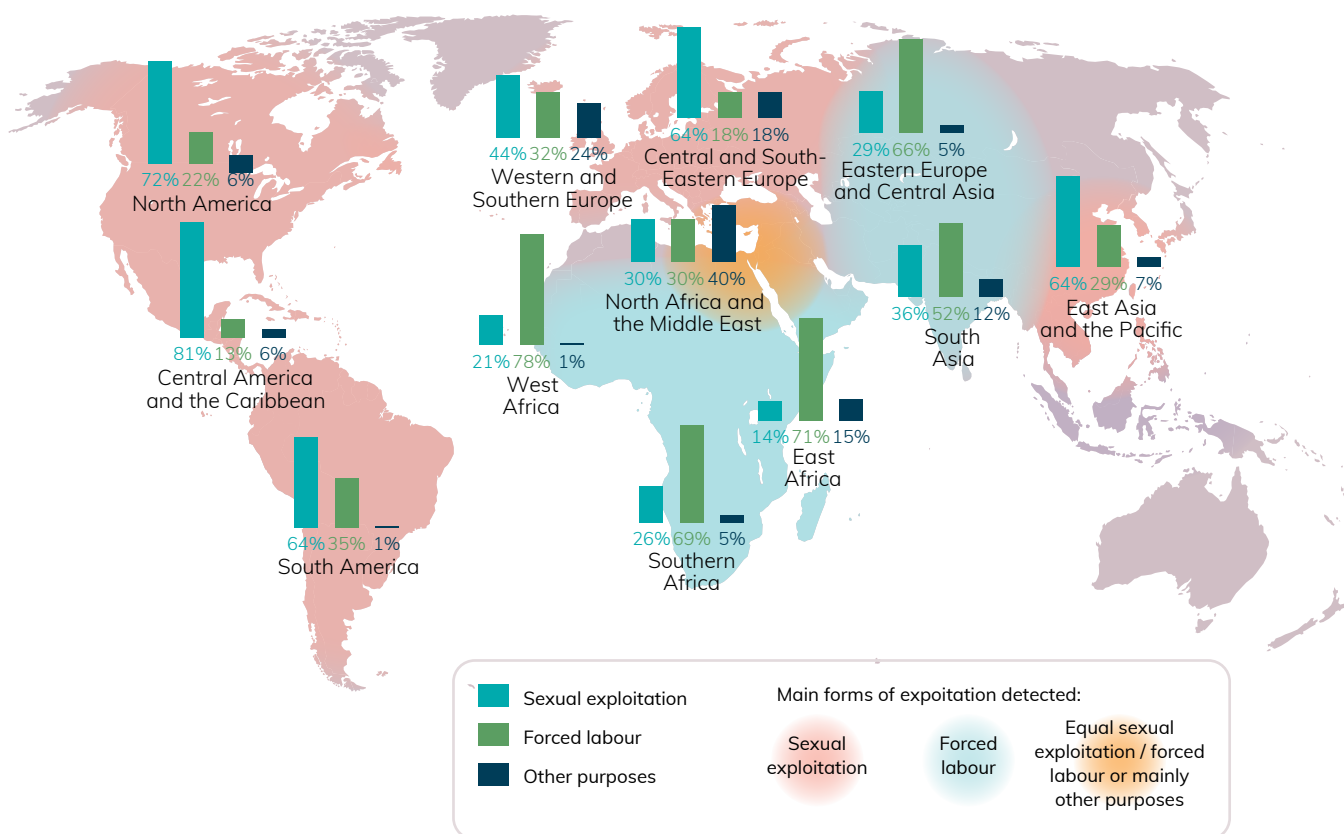 72% 22% 6%
North America
81% 13% 6%
Central America
and the Caribbean
64% 35% 1%
South America
44% 32% 24%
Western and
Southern Europe
64% 18% 18%
Central and South-
Eastern Europe
29% 66% 5%
Eastern Europe
and Central Asia
30% 30% 40%
North Africa and
the Middle East
21% 78% 1%
West
Africa
14% 71% 15%
East
Africa
26% 69% 5%
Southern
Africa
36% 52% 12%
South
Asia
64% 29% 7%
East Asia
and the Pacific
Sexual exploitation
Forced labour
Other purposes
Main forms of expoitation detected:
Sexual
exploitation
Forced
labour
Equal sexual
exploitation / forced
labour or mainly
other purposes